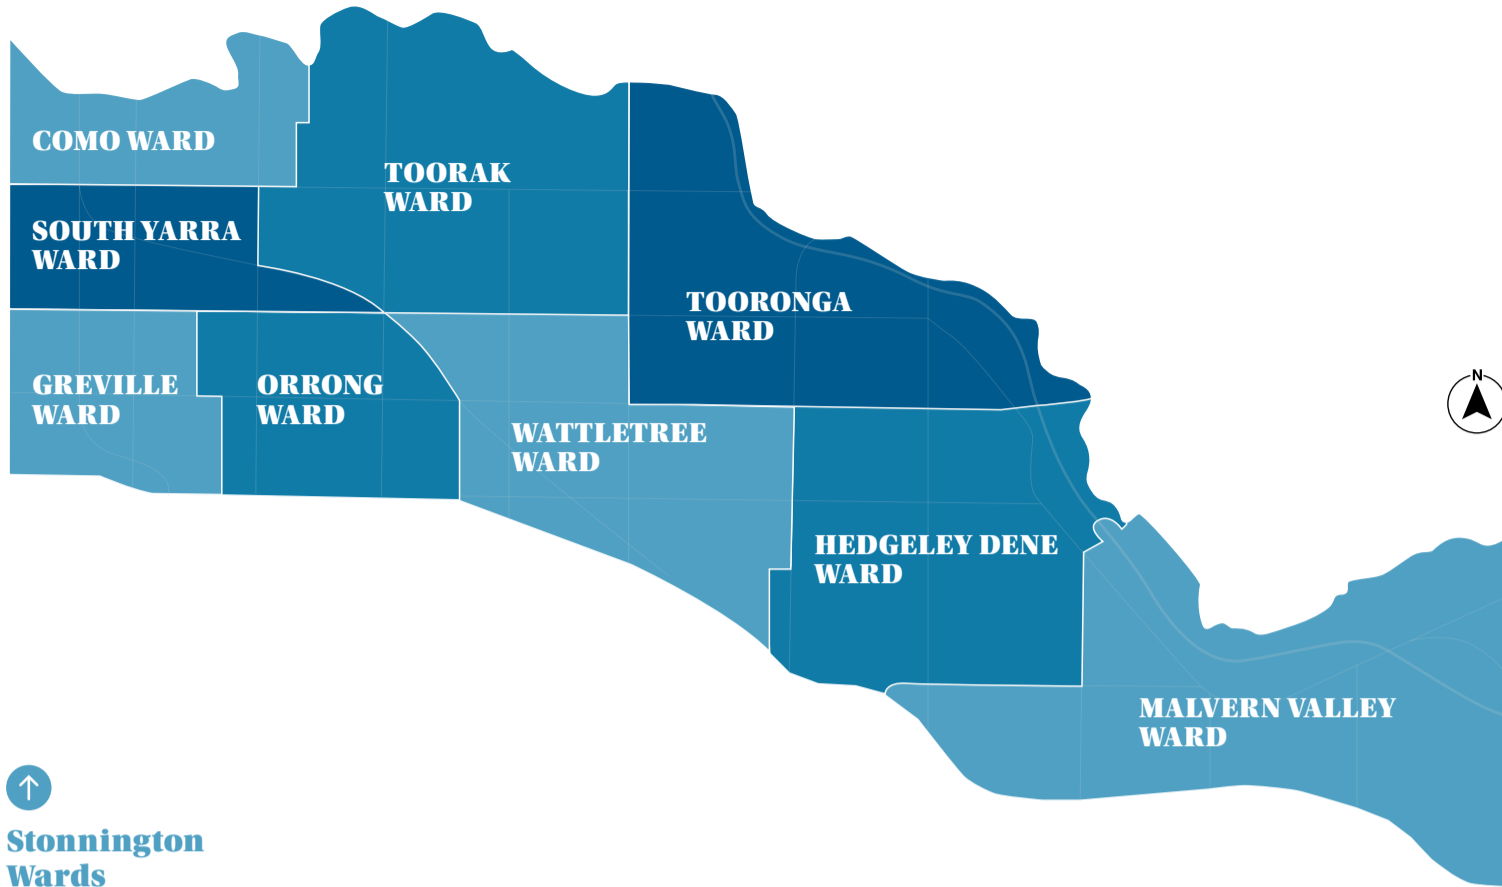 COMO WARD
TOORAK
WARD
SOUTH YARRA
WARD
TOORONGA
WARD
GREVILLE
WARD
ORRONG
WARD
N
WATTLETREE
WARD
HEDGELEY DENE
WARD
MALVERN VALLEY
WARD
Stonnington
Wards